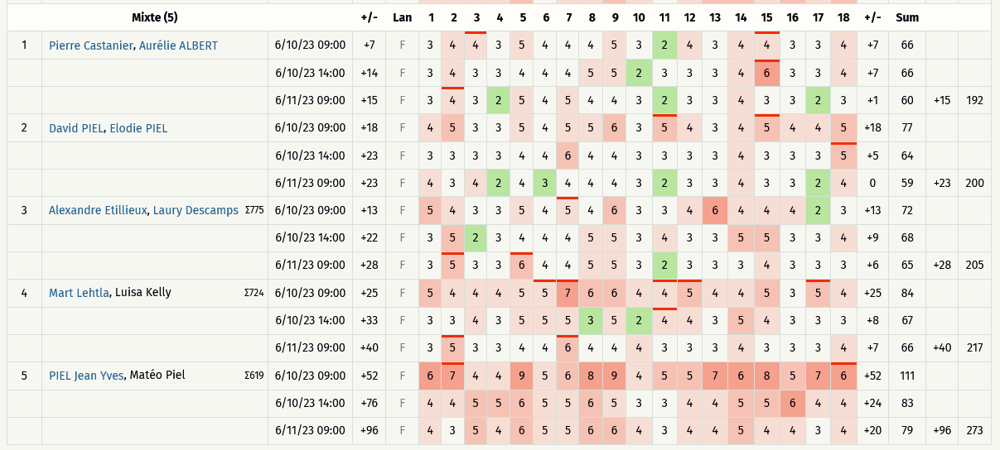 Mixte (5) +/- Lan 1 2 3 4 5 6 7 8 9 10 11 12 13 14 15 16 17 18 +/- Sum
1 Pierre Castanier, Aurélie ALBERT 6/10/23 09:00 +7 F 3 4 4 3 5 4 4 4 5 3 2 4 3 4 4 3 3 4 +7 66
6/10/23 14:00 +14 F 3 4 3 3 4 4 4 5 5 2 3 3 3 4 6 3 3 4 +7 66
6/11/23 09:00 +15 F 3 4 3 2 5 4 5 4 4 3 2 3 3 4 3 3 2 3 +1 60 +15 192
2 David PIEL, Elodie PIEL 6/10/23 09:00 +18 F 4 5 3 3 5 4 5 5 6 3 5 4 3 4 5 4 4 5 +18 77
6/10/23 14:00 +23 F 3 3 3 3 4 4 6 4 4 3 3 3 3 4 3 3 3 5 +5 64
6/11/23 09:00 +23 F 4 3 4 2 4 3 4 4 4 3 2 3 3 4 3 3 2 4 0 59 +23 200
3 Alexandre Etillieux, Laury Descamps Σ775 6/10/23 09:00 +13 F 5 4 3 3 5 4 5 4 6 3 3 4 6 4 4 4 2 3 +13 72
6/10/23 14:00 +22 F 3 5 2 3 4 4 4 5 5 3 4 3 3 5 5 3 3 4 +9 68
6/11/23 09:00 +28 F 3 5 3 3 6 4 4 5 5 3 2 3 3 3 4 3 3 3 +6 65 +28 205
4 Mart Lehtla, Luisa Kelly Σ724 6/10/23 09:00 +25 F 5 4 4 4 5 5 7 6 6 4 4 5 4 4 5 3 5 4 +25 84
6/10/23 14:00 +33 F 3 3 4 3 5 5 5 3 5 2 4 4 3 5 4 3 3 3 +8 67
6/11/23 09:00 +40 F 3 5 3 3 4 4 6 4 4 4 3 3 3 4 3 3 3 4 +7 66 +40 217
5 PIEL Jean Yves, Matéo Piel Σ619 6/10/23 09:00 +52 F 6 7 4 4 9 5 6 8 9 4 5 5 7 6 8 5 7 6 +52 111
6/10/23 14:00 +76 F 4 4 5 5 6 5 5 6 5 3 3 4 4 5 5 6 4 4 +24 83
6/11/23 09:00 +96 F 4 3 5 4 6 5 5 6 6 4 3 4 4 5 4 4 3 4 +20 79 +96 273